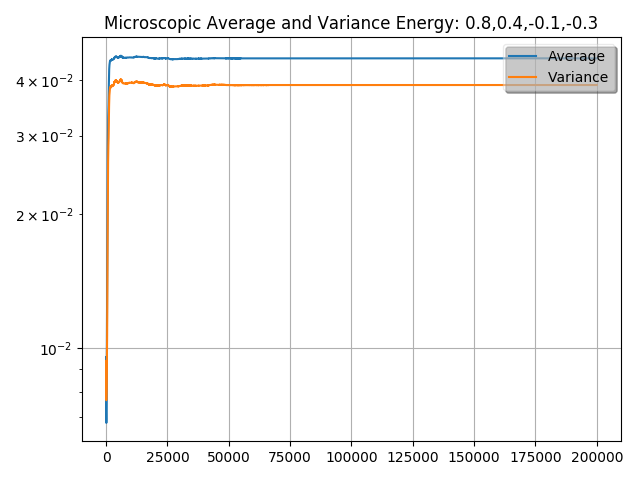 Microscopic Average and Variance Energy: 0.8,0.4,-0.1,-0.3
Average
Variance
4 × 10⁻²
3 × 10⁻²
2 × 10⁻²
10⁻²
0 25000 50000 75000 100000 125000 150000 175000 200000